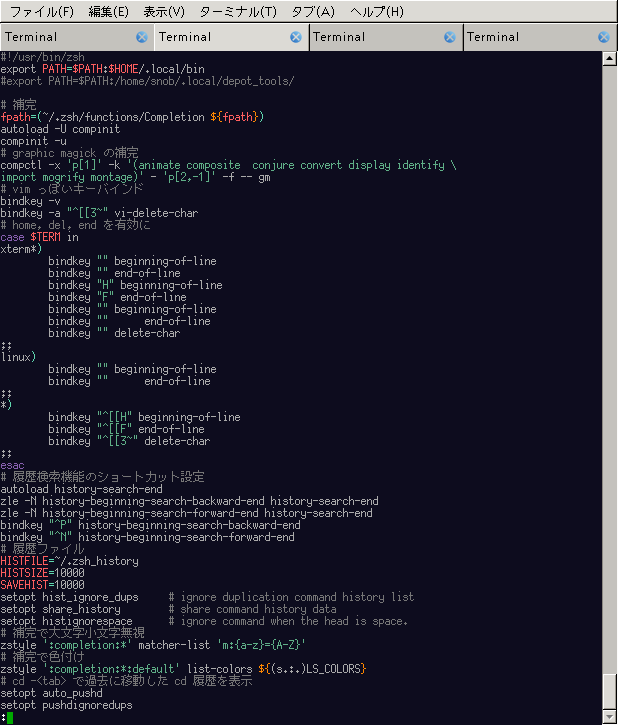 ファイル(F) 編集(E) 表示(V) ターミナル(T) タブ(A) ヘルプ(H)
Terminal Terminal Terminal Terminal
#!/usr/bin/zsh
export PATH=$PATH:$HOME/.local/bin
#export PATH=$PATH:/home/snob/.local/depot_tools/
# 補完
fpath=(~/.zsh/functions/Completion ${fpath})
autoload -U compinit
compinit -u
# graphic magick の補完
compctl -x 'p[1]' -k '(animate composite  conjure convert display identify \
import mogrify montage)' - 'p[2,-1]' -f -- gm
# vim っぽいキーバインド
bindkey -v
bindkey -a "^[[3~" vi-delete-char
# home, del, end を有効に
case $TERM in
xterm*)
        bindkey "" beginning-of-line
        bindkey "" end-of-line
        bindkey "H" beginning-of-line
        bindkey "F" end-of-line
        bindkey "" beginning-of-line
        bindkey ""      end-of-line
        bindkey "" delete-char
;;
linux)
        bindkey "" beginning-of-line
        bindkey ""      end-of-line
;;
*)
        bindkey "^[[H" beginning-of-line
        bindkey "^[[F" end-of-line
        bindkey "^[[3~" delete-char
;;
esac
# 履歴検索機能のショートカット設定
autoload history-search-end
zle -N history-beginning-search-backward-end history-search-end
zle -N history-beginning-search-forward-end history-search-end
bindkey "^P" history-beginning-search-backward-end
bindkey "^N" history-beginning-search-forward-end
# 履歴ファイル
HISTFILE=~/.zsh_history
HISTSIZE=10000
SAVEHIST=10000
setopt hist_ignore_dups     # ignore duplication command history list
setopt share_history        # share command history data
setopt histignorespace      # ignore command when the head is space.
# 補完で大文字小文字無視
zstyle ':completion:*' matcher-list 'm:{a-z}={A-Z}'
# 補完で色付け
zstyle ':completion:*:default' list-colors ${(s.:.)LS_COLORS}
# cd -<tab> で過去に移動した cd 履歴を表示
setopt auto_pushd
setopt pushdignoredups
: